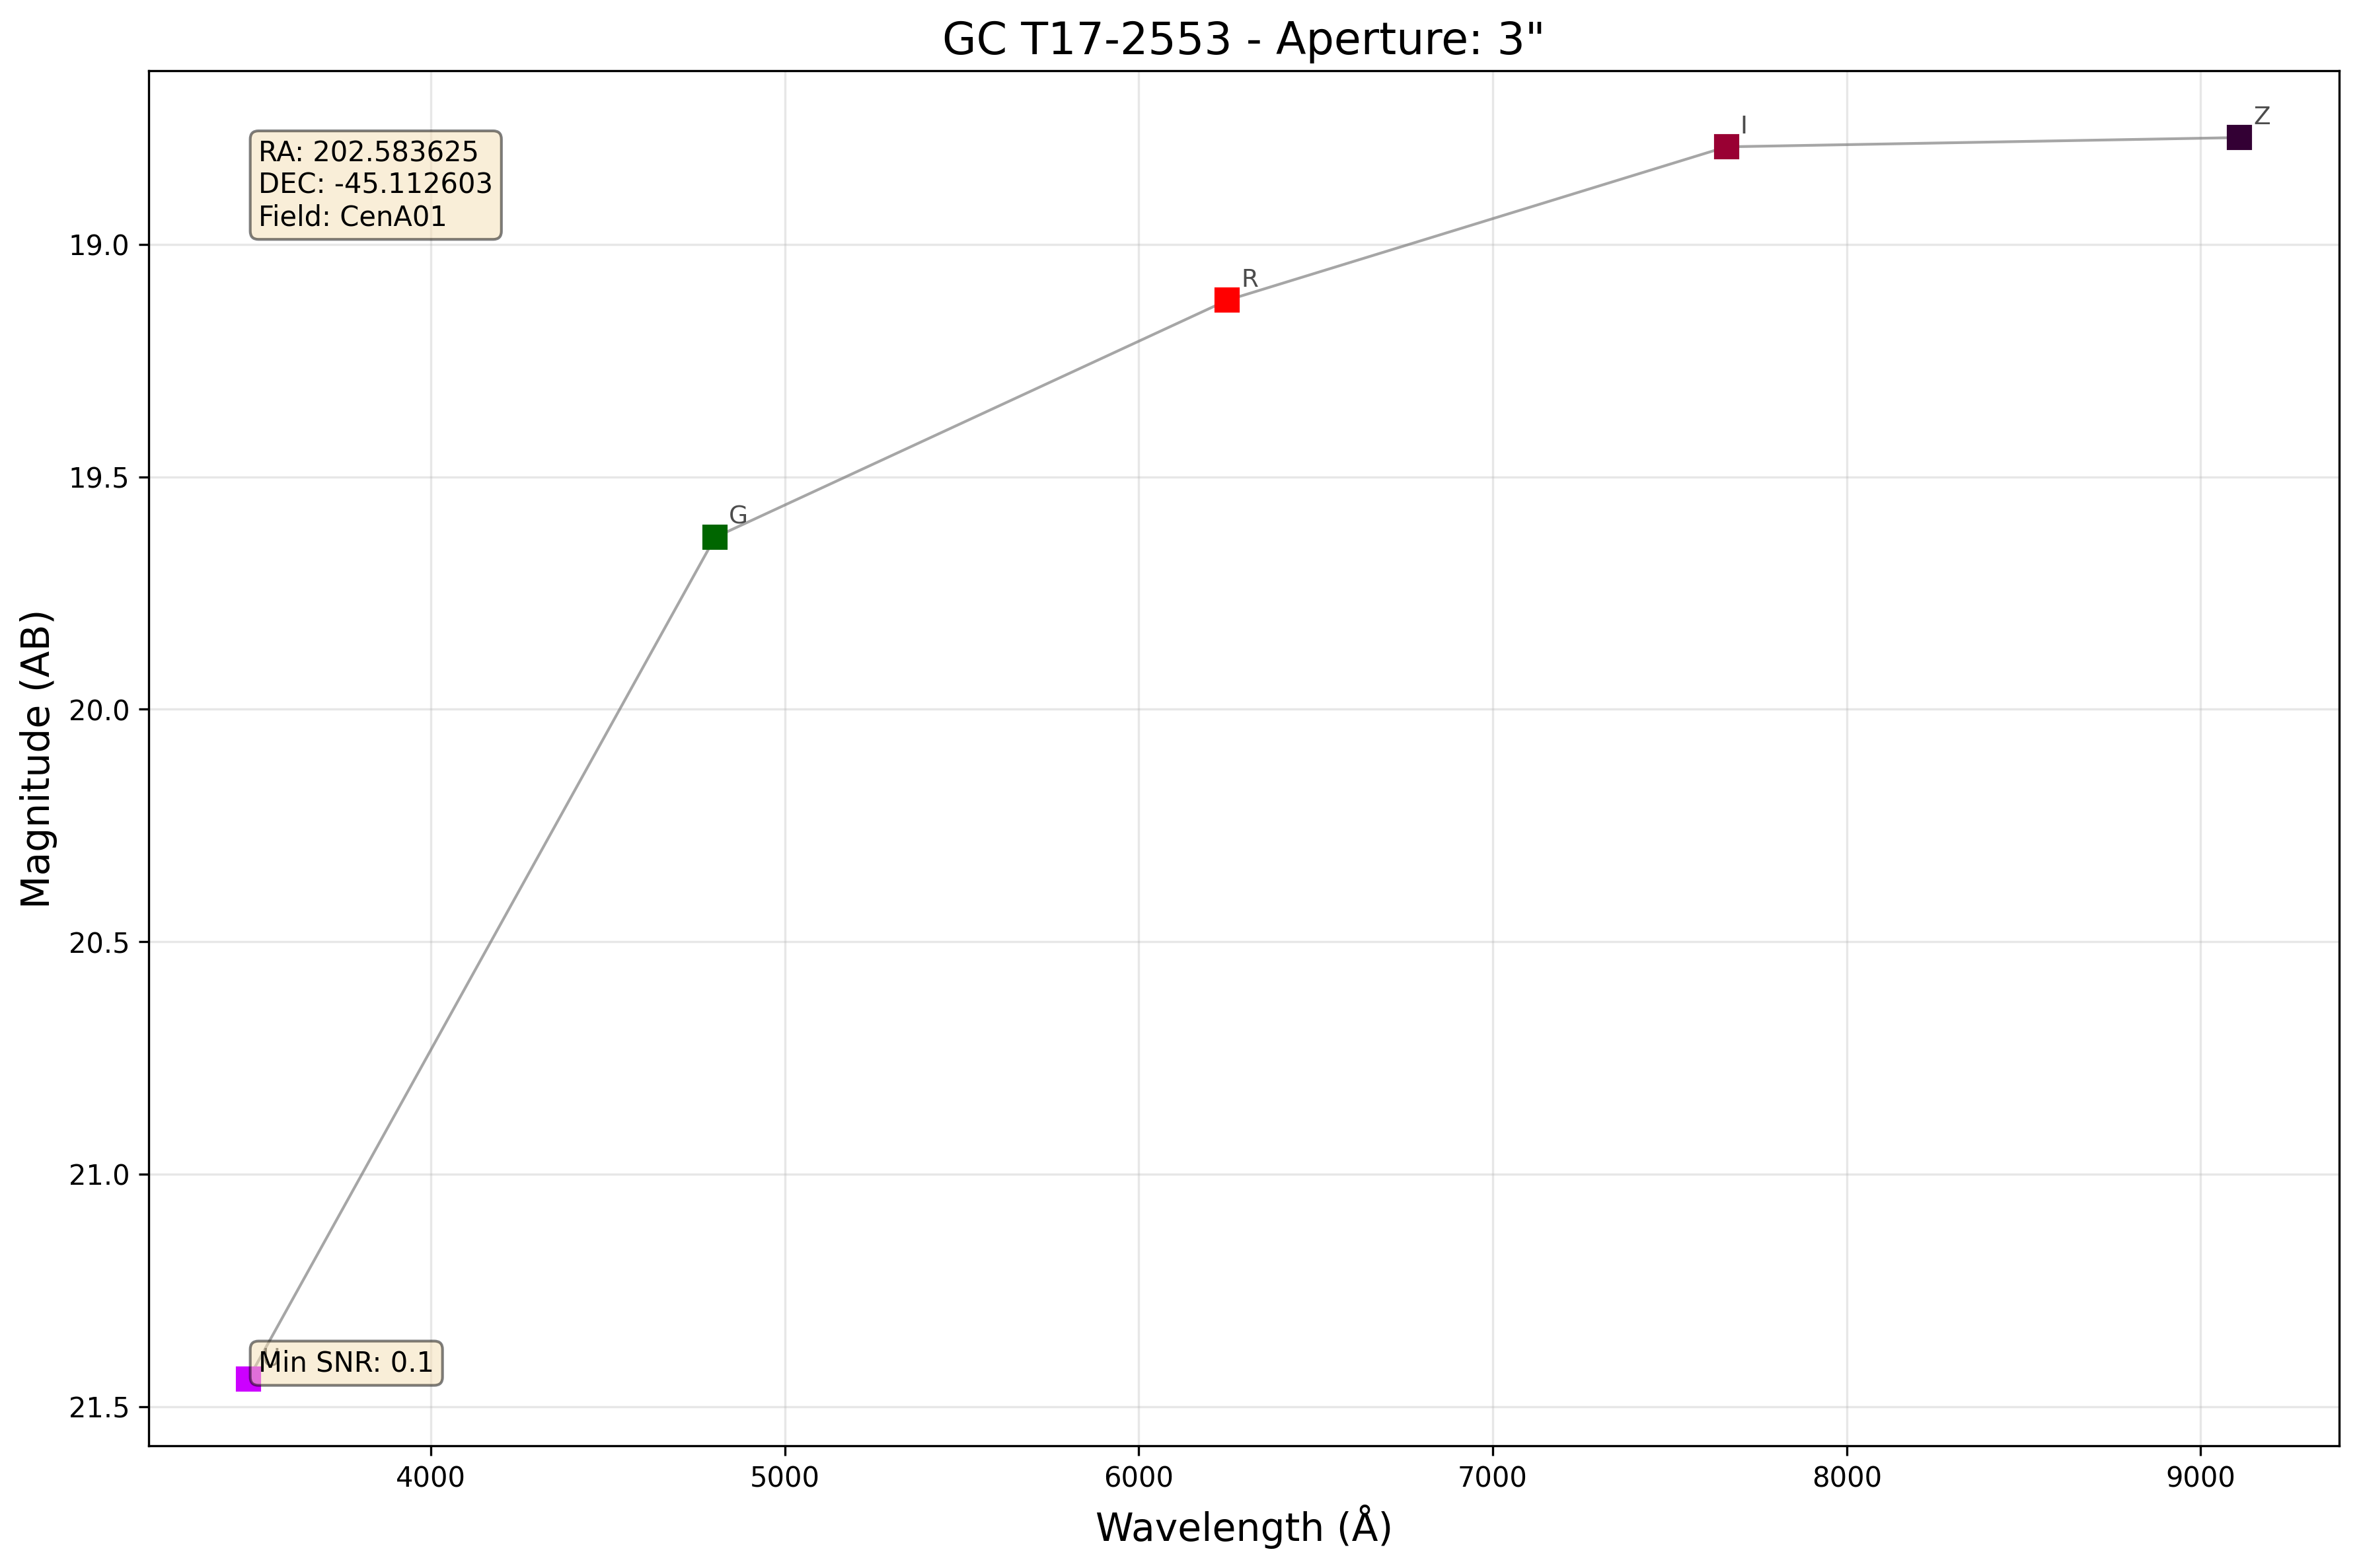 GC T17-2553 - Aperture: 3"
RA: 202.583625
DEC: -45.112603
Field: CenA01
Z
I
R
G
Min SNR: 0.1
Magnitude (AB)
19.0
19.5
20.0
20.5
21.0
21.5
4000
5000
6000
7000
8000
9000
Wavelength (Å)